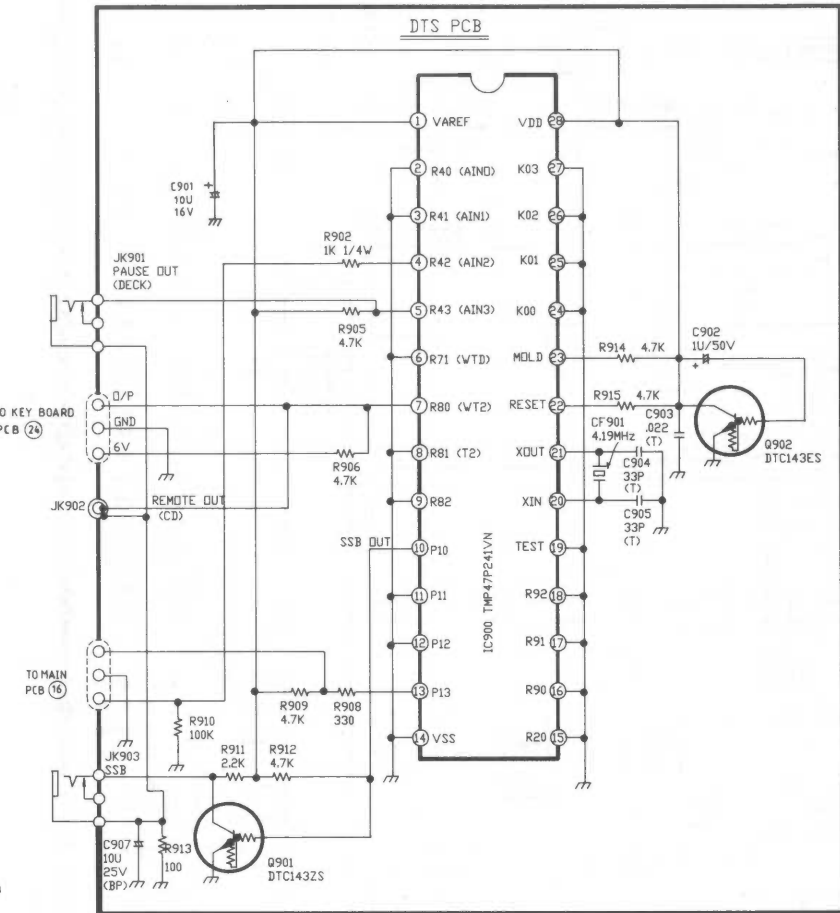 DTS PCB
1 VAREF
VDD 28
2 R40 (AIN0)
K03 27
C901
10U
16V
3 R41 (AIN1)
K02 26
R902
1K 1/4W
4 R42 (AIN2)
K01 25
JK901
PAUSE OUT
(DECK)
5 R43 (AIN3)
K00 24
R905
4.7K
6 R71 (WTD)
MOLD 23
R914 4.7K
C902
1U/50V
O/P
7 R80 (WT2)
RESET 22
R915 4.7K
C903
.022
(T)
Q902
DTC143ES
O KEY BOARD
PCB 24
GND
6V
R906
4.7K
8 R81 (T2)
XOUT 21
CF901
4.19MHz
C904
33P
(T)
JK902
REMOTE OUT
(CD)
9 R82
XIN 20
C905
33P
(T)
SSB OUT
10 P10
TEST 19
IC900 TMP47P241VN
11 P11
R92 18
12 P12
R91 17
TO MAIN
PCB 16
13 P13
R90 16
R909
4.7K
R908
330
R910
100K
14 VSS
R20 15
JK903
SSB
R911
2.2K
R912
4.7K
C907
10U
25V
(BP)
R913
100
Q901
DTC143ZS